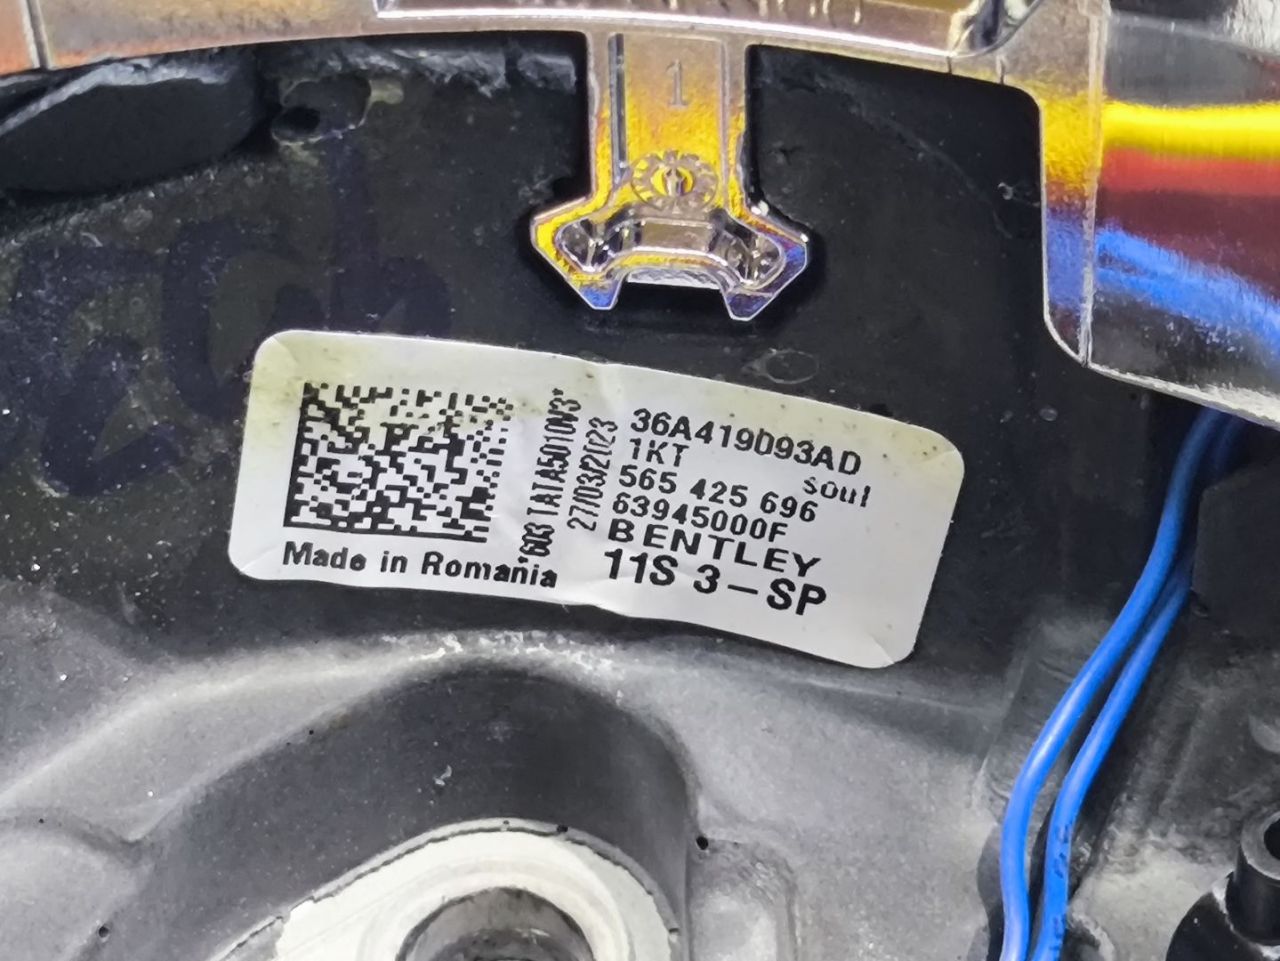 1
*603 TATA5010N3*
27/03/2023
Made in Romania
36A419093AD
1KT
soul
565 425 696
63945000F
BENTLEY
11S 3-SP